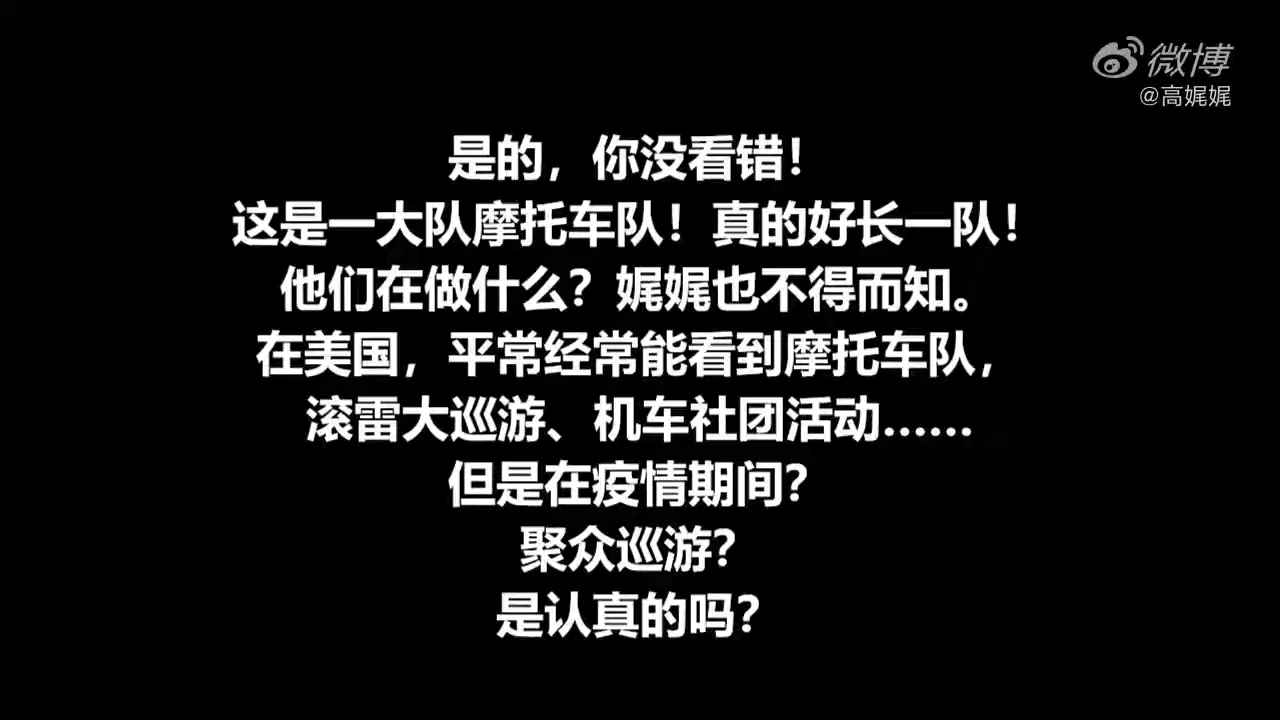 微博
@高娓娓
是的，你没看错！
这是一大队摩托车队！真的好长一队！
他们在做什么？娓娓也不得而知。
在美国，平常经常能看到摩托车队，
滚雷大巡游、机车社团活动……
但是在疫情期间？
聚众巡游？
是认真的吗？